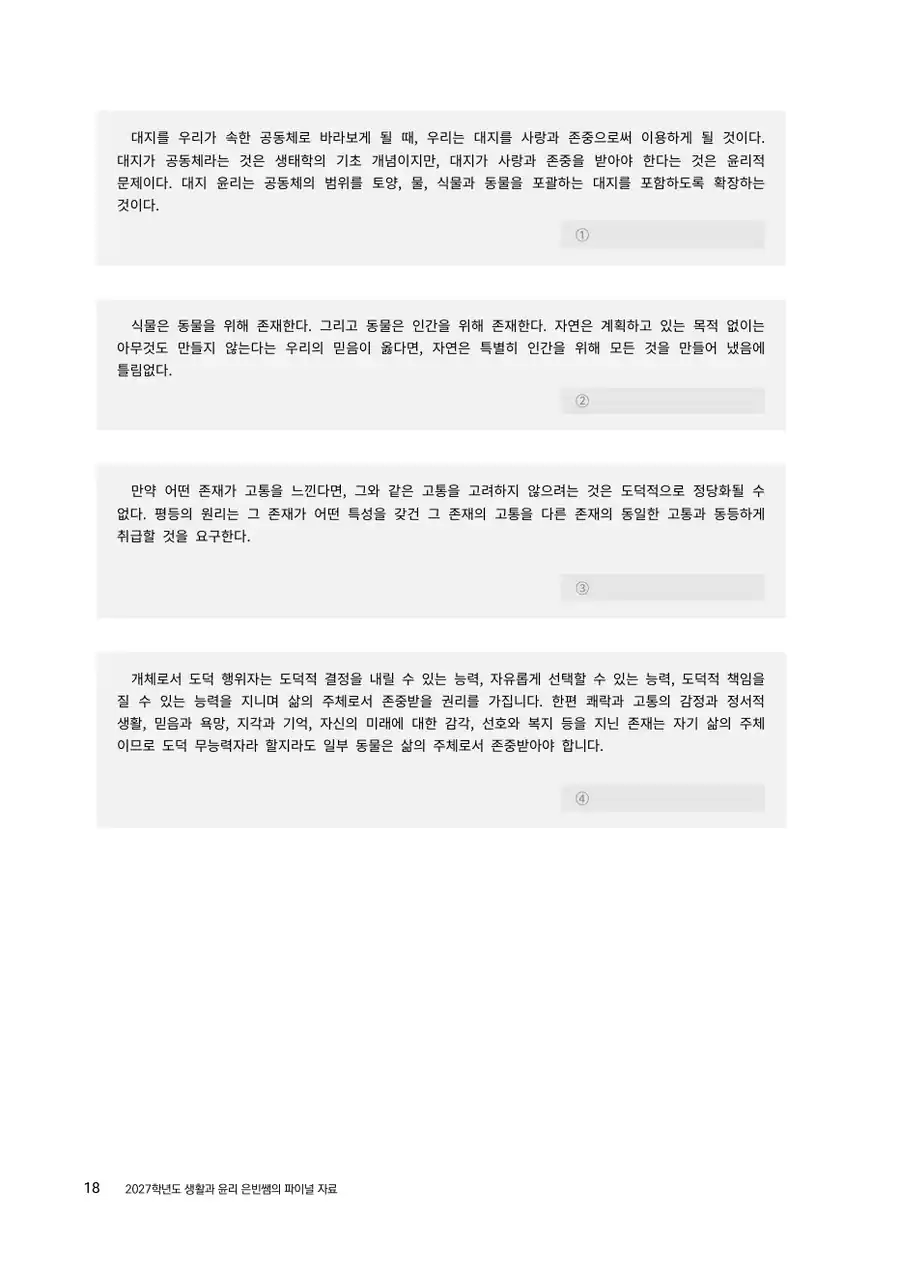 대지를 우리가 속한 공동체로 바라보게 될 때, 우리는 대지를 사랑과 존중으로써 이용하게 될 것이다.
대지가 공동체라는 것은 생태학의 기초 개념이지만, 대지가 사랑과 존중을 받아야 한다는 것은 윤리적
문제이다. 대지 윤리는 공동체의 범위를 토양, 물, 식물과 동물을 포괄하는 대지를 포함하도록 확장하는
것이다.
①
식물은 동물을 위해 존재한다. 그리고 동물은 인간을 위해 존재한다. 자연은 계획하고 있는 목적 없이는
아무것도 만들지 않는다는 우리의 믿음이 옳다면, 자연은 특별히 인간을 위해 모든 것을 만들어 냈음에
틀림없다.
②
만약 어떤 존재가 고통을 느낀다면, 그와 같은 고통을 고려하지 않으려는 것은 도덕적으로 정당화될 수
없다. 평등의 원리는 그 존재가 어떤 특성을 갖건 그 존재의 고통을 다른 존재의 동일한 고통과 동등하게
취급할 것을 요구한다.
③
개체로서 도덕 행위자는 도덕적 결정을 내릴 수 있는 능력, 자유롭게 선택할 수 있는 능력, 도덕적 책임을
질 수 있는 능력을 지니며 삶의 주체로서 존중받을 권리를 가집니다. 한편 쾌락과 고통의 감정과 정서적
생활, 믿음과 욕망, 지각과 기억, 자신의 미래에 대한 감각, 선호와 복지 등을 지닌 존재는 자기 삶의 주체
이므로 도덕 무능력자라 할지라도 일부 동물은 삶의 주체로서 존중받아야 합니다.
④
18 2027학년도 생활과 윤리 은빈쌤의 파이널 자료